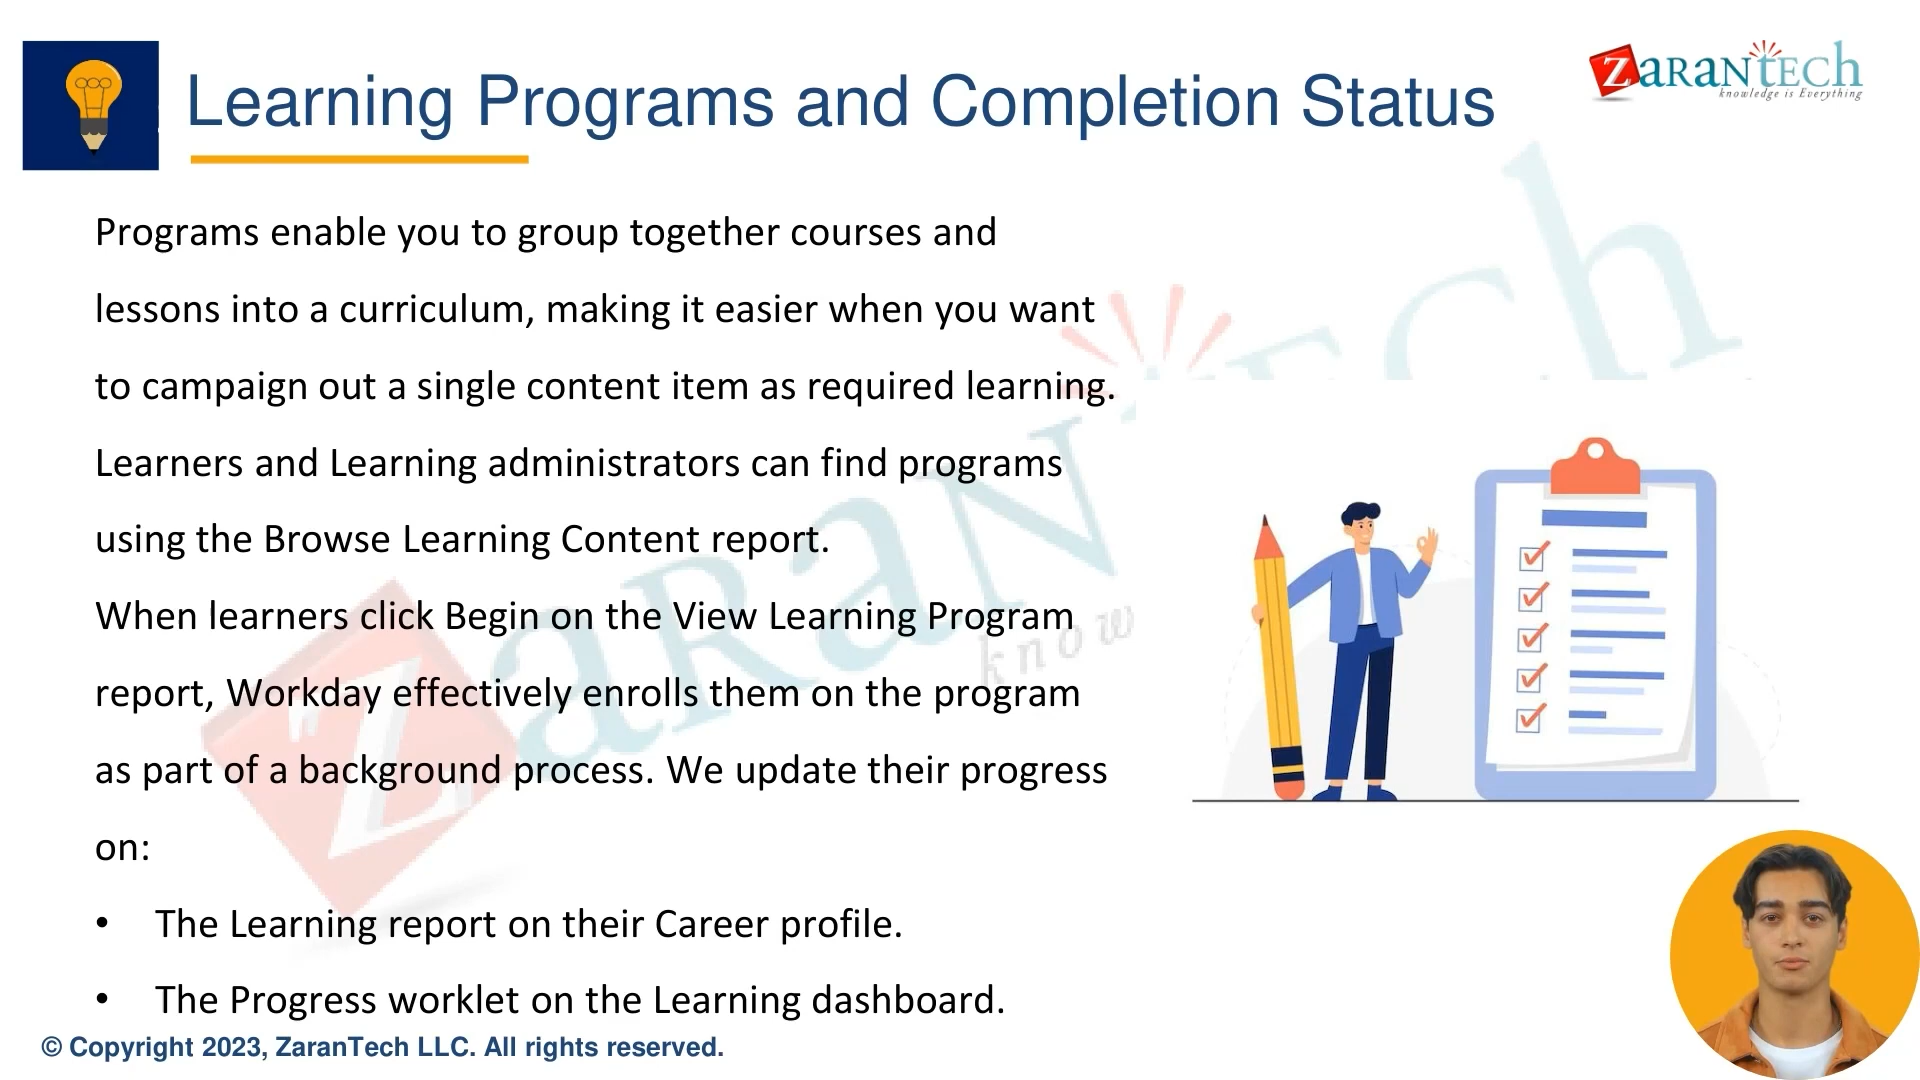 Learning Programs and Completion Status
ZaranTech
knowledge is Everything
Programs enable you to group together courses and
lessons into a curriculum, making it easier when you want
to campaign out a single content item as required learning.
Learners and Learning administrators can find programs
using the Browse Learning Content report.
When learners click Begin on the View Learning Program
report, Workday effectively enrolls them on the program
as part of a background process. We update their progress
on:
• The Learning report on their Career profile.
• The Progress worklet on the Learning dashboard.
© Copyright 2023, ZaranTech LLC. All rights reserved.